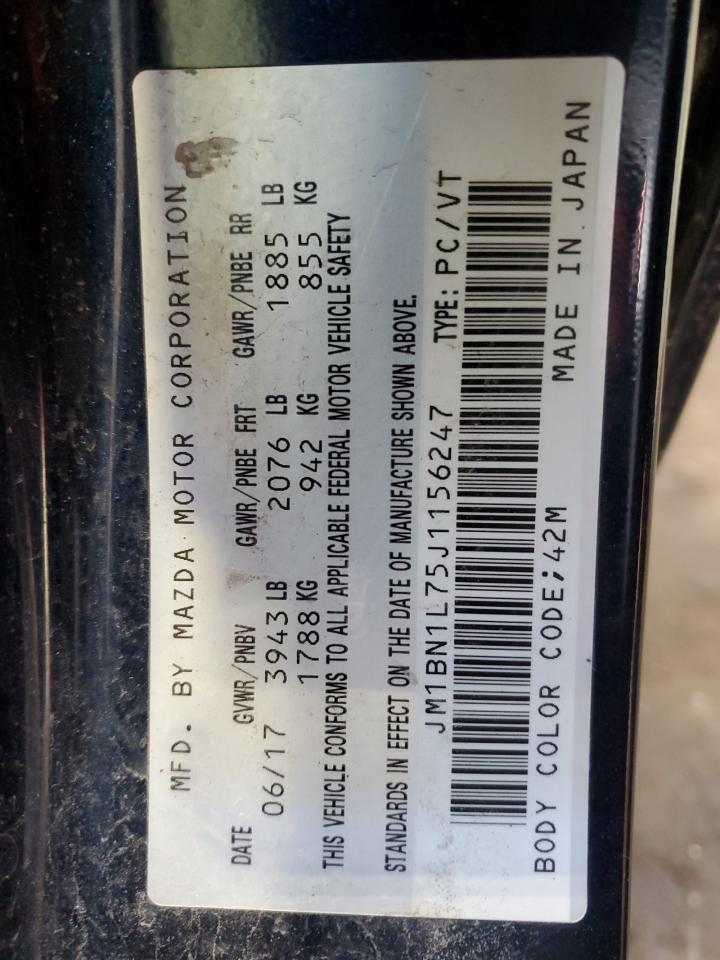 MFD. BY MAZDA MOTOR CORPORATION
DATE GVWR/PNBV GAWR/PNBE FRT GAWR/PNBE RR
06/17 3943 LB 2076 LB 1885 LB
1788 KG 942 KG 855 KG
THIS VEHICLE CONFORMS TO ALL APPLICABLE FEDERAL MOTOR VEHICLE SAFETY
STANDARDS IN EFFECT ON THE DATE OF MANUFACTURE SHOWN ABOVE.
JM1BN1L75J1156247 TYPE: PC/VT
BODY COLOR CODE;42M MADE IN JAPAN